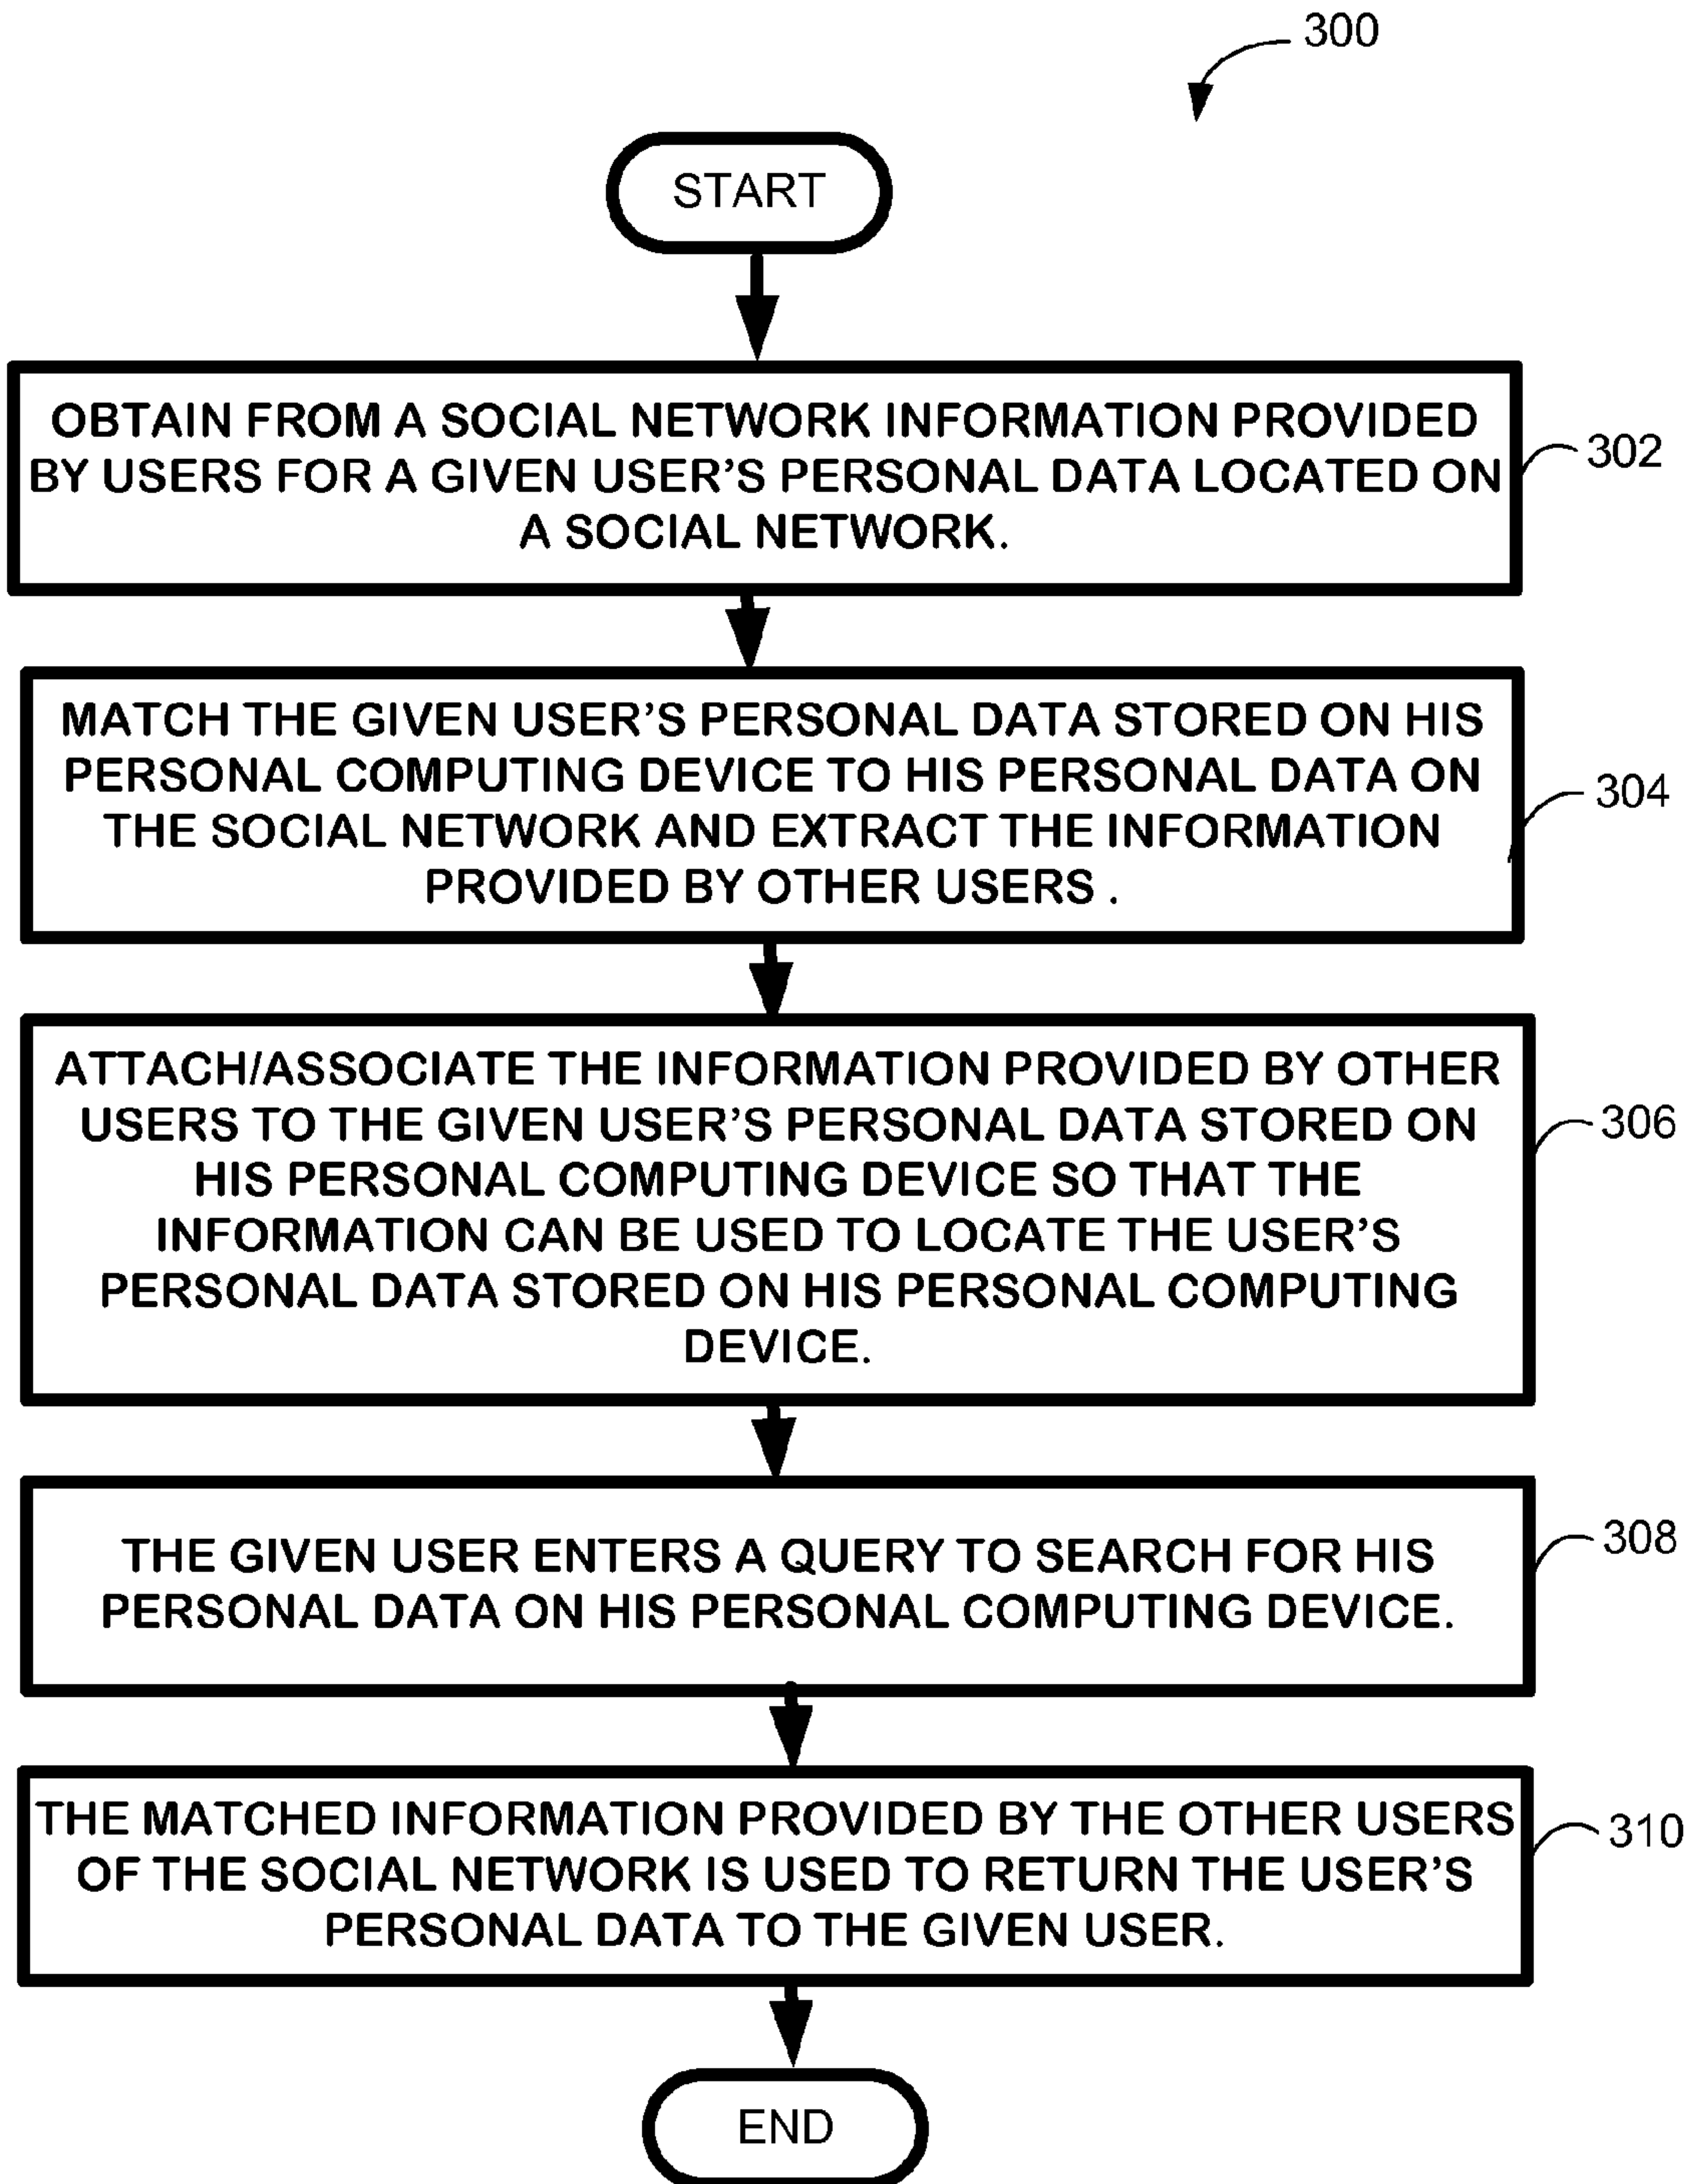 300
START
OBTAIN FROM A SOCIAL NETWORK INFORMATION PROVIDED
BY USERS FOR A GIVEN USER'S PERSONAL DATA LOCATED ON
A SOCIAL NETWORK.
302
MATCH THE GIVEN USER'S PERSONAL DATA STORED ON HIS
PERSONAL COMPUTING DEVICE TO HIS PERSONAL DATA ON
THE SOCIAL NETWORK AND EXTRACT THE INFORMATION
PROVIDED BY OTHER USERS .
304
ATTACH/ASSOCIATE THE INFORMATION PROVIDED BY OTHER
USERS TO THE GIVEN USER'S PERSONAL DATA STORED ON
HIS PERSONAL COMPUTING DEVICE SO THAT THE
INFORMATION CAN BE USED TO LOCATE THE USER'S
PERSONAL DATA STORED ON HIS PERSONAL COMPUTING
DEVICE.
306
THE GIVEN USER ENTERS A QUERY TO SEARCH FOR HIS
PERSONAL DATA ON HIS PERSONAL COMPUTING DEVICE.
308
THE MATCHED INFORMATION PROVIDED BY THE OTHER USERS
OF THE SOCIAL NETWORK IS USED TO RETURN THE USER'S
PERSONAL DATA TO THE GIVEN USER.
310
END